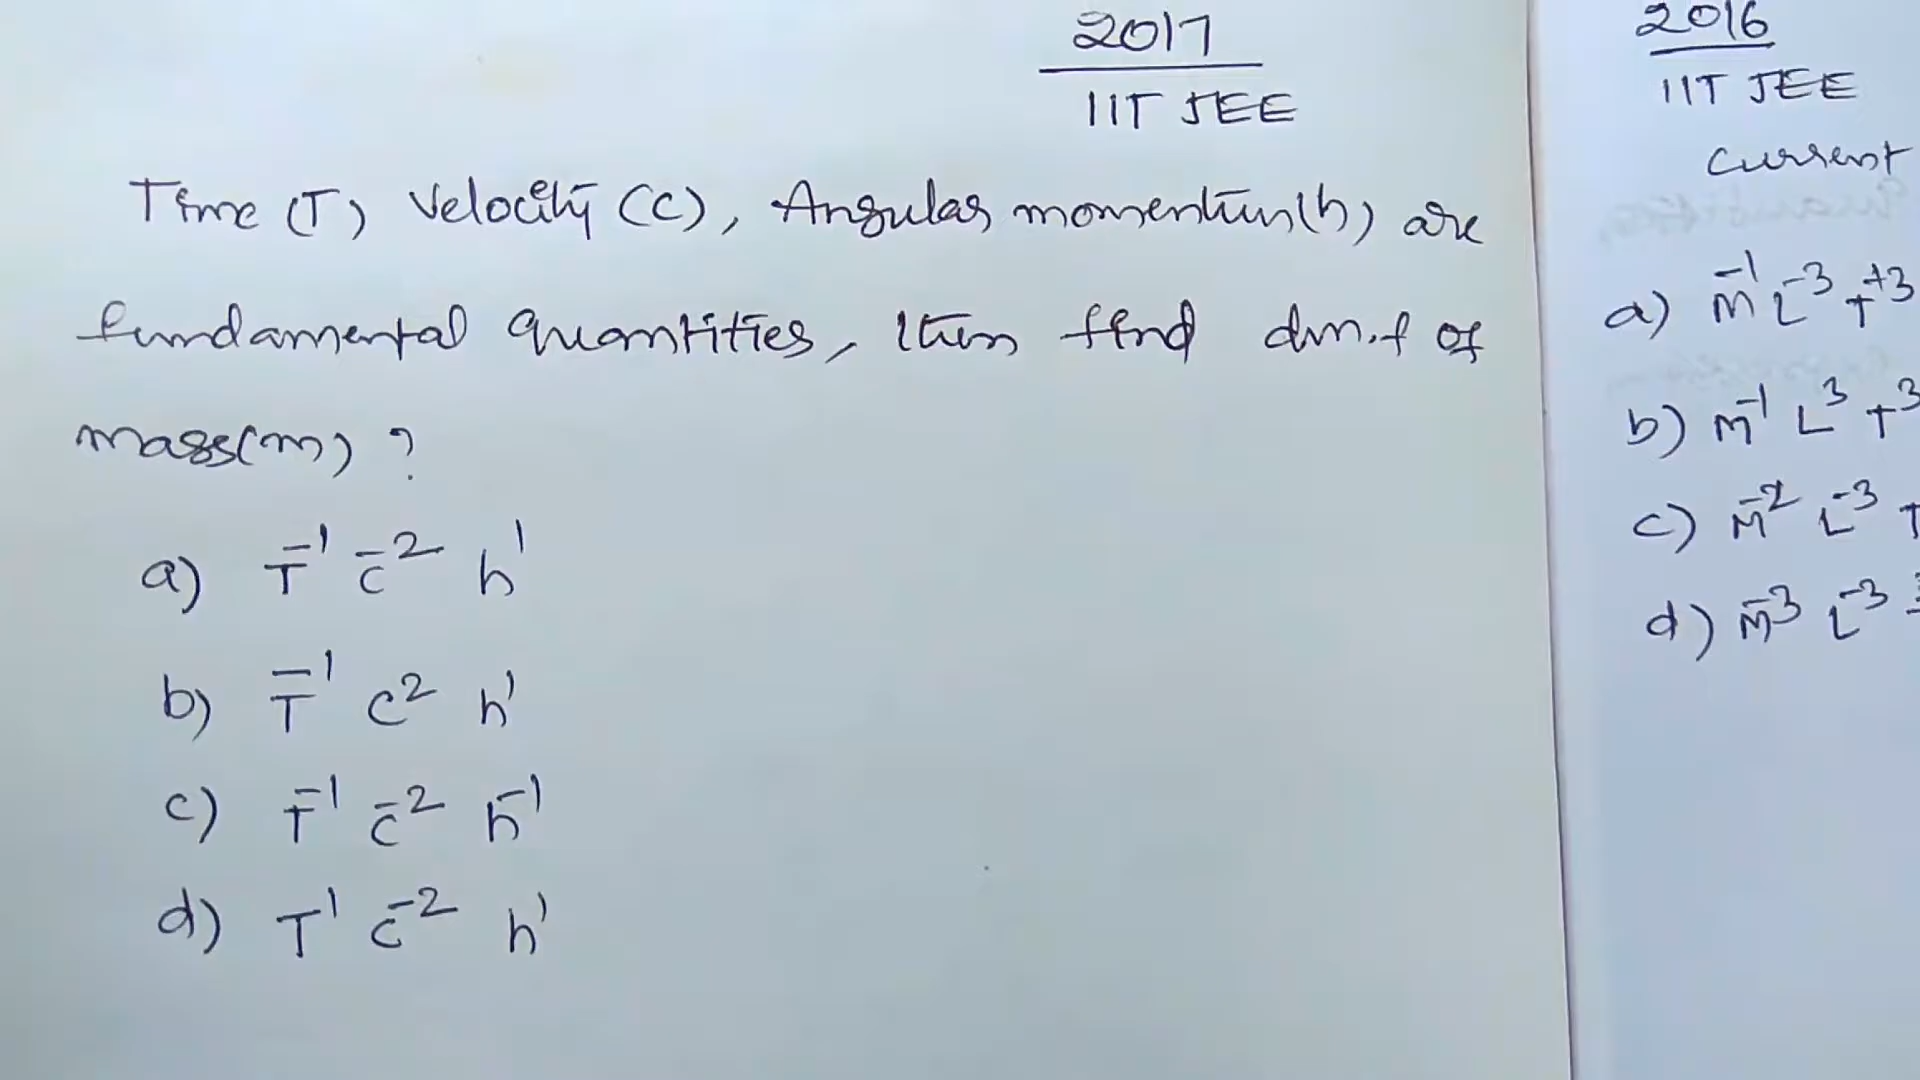 2017
IIT JEE
Time (T) Velocity (C), Angular momentum (h) are
fundamental quantities, then find dm.f of
mass(m) ?
a) T⁻¹ C⁻² h¹
b) T⁻¹ C² h¹
c) T⁻¹ C⁻² h⁻¹
d) T¹ C⁻² h¹
2016
IIT JEE
current
a) M⁻¹ L⁻³ T⁺³
b) M⁻¹ L³ T³
c) M⁻² L⁻³ T
d) M⁻³ L⁻³